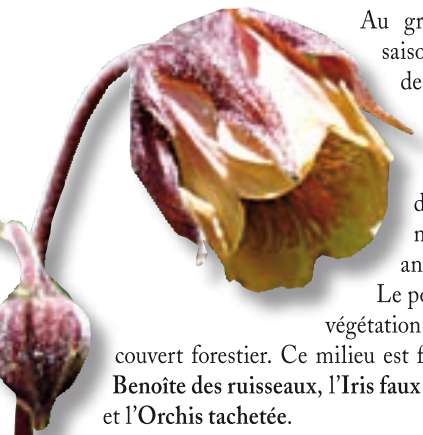 Au gr
saiso
de
d
n
an
Le po
végétation
couvert forestier. Ce milieu est f
Benoîte des ruisseaux, l'Iris faux
et l'Orchis tachetée.